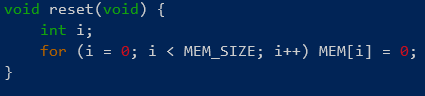 void reset(void) {
    int i;
    for (i = 0; i < MEM_SIZE; i++) MEM[i] = 0;
}